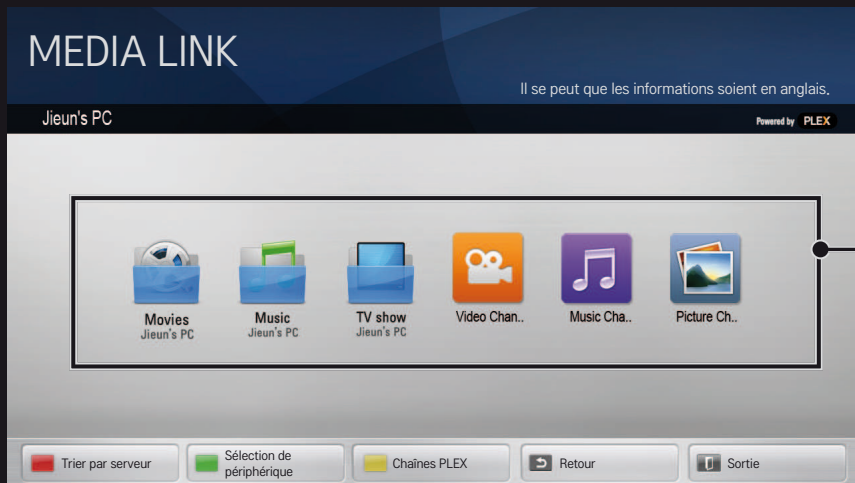 MEDIA LINK
Il se peut que les informations soient en anglais.
Jieun's PC
Powered by PLEX
Movies
Jieun's PC
Music
Jieun's PC
TV show
Jieun's PC
Video Chan..
Music Cha..
Picture Ch..
Trier par serveur
Sélection de
périphérique
Chaînes PLEX
Retour
Sortie